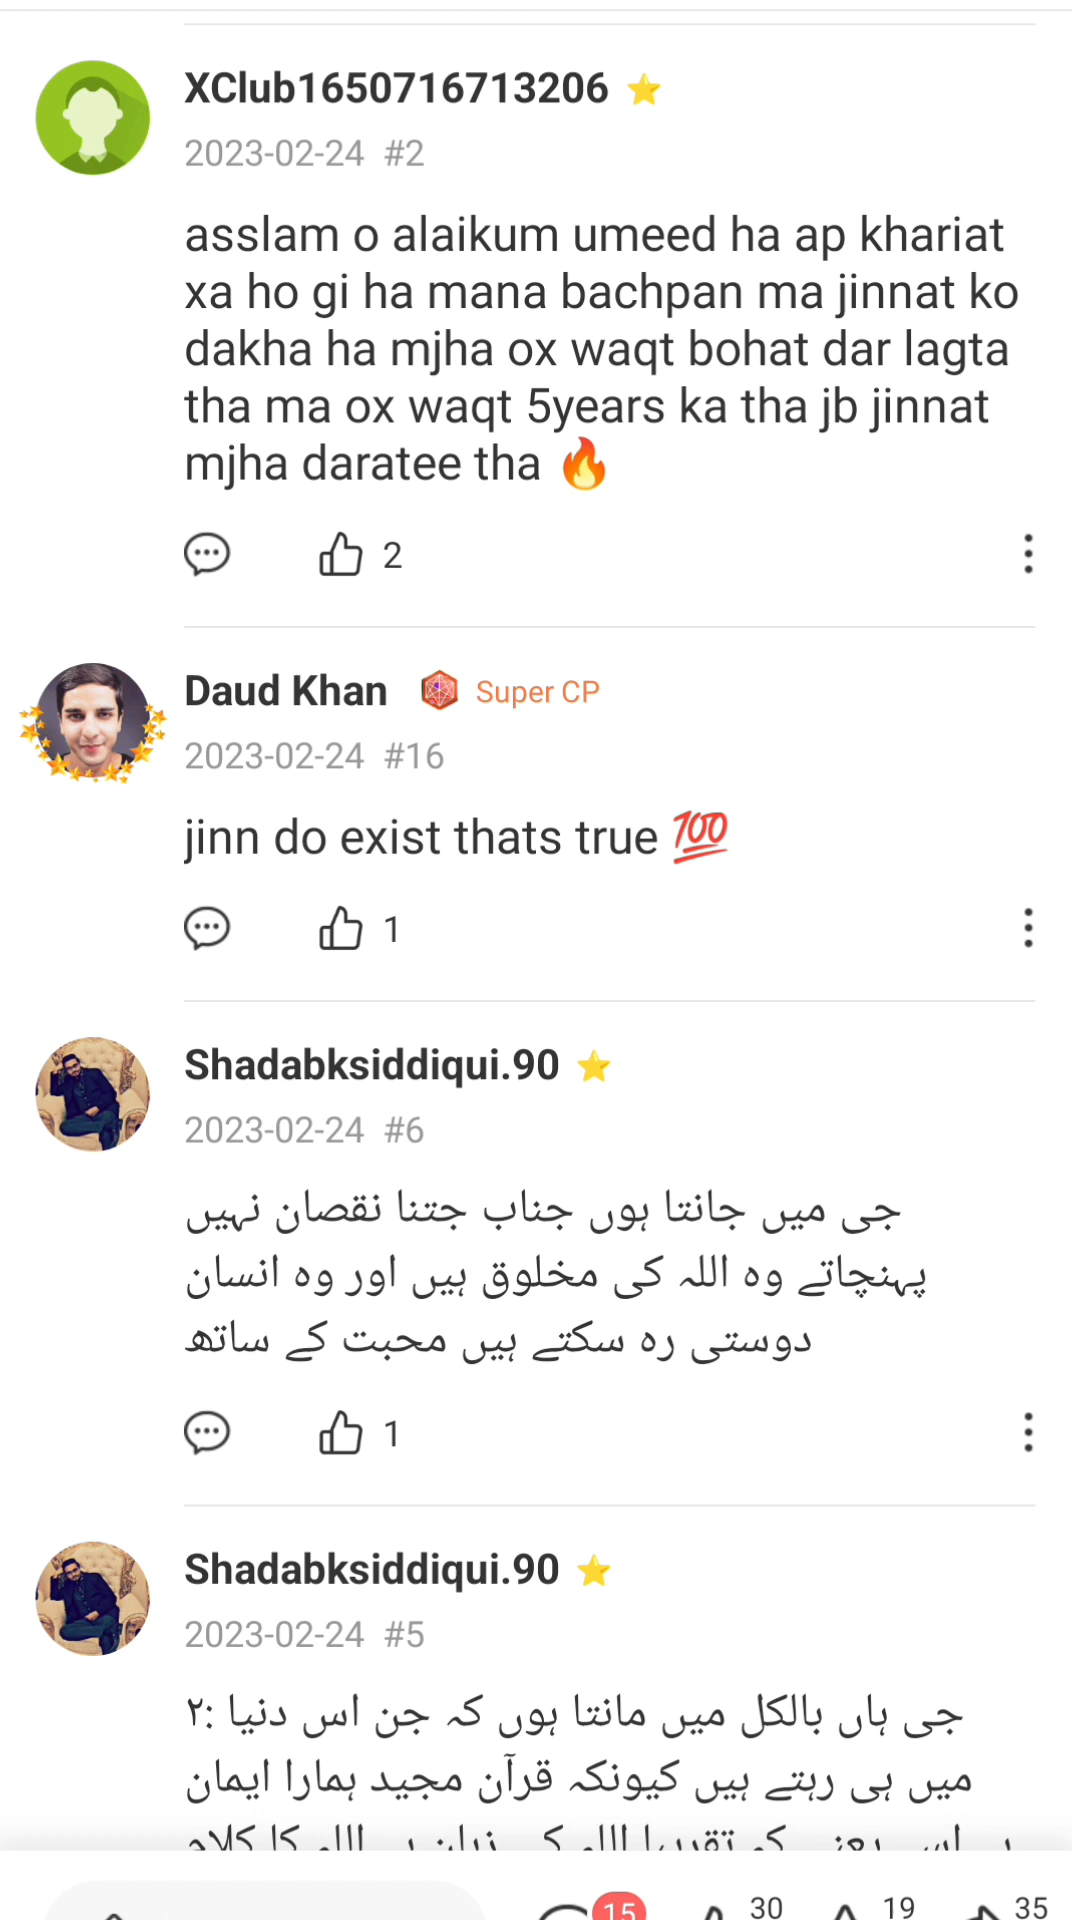 XClub1650716713206
2023-02-24 #2
asslam o alaikum umeed ha ap khariat
xa ho gi ha mana bachpan ma jinnat ko
dakha ha mjha ox waqt bohat dar lagta
tha ma ox waqt 5years ka tha jb jinnat
mjha daratee tha 🔥
2
Daud Khan Super CP
2023-02-24 #16
jinn do exist thats true 💯
1
Shadabksiddiqui.90
2023-02-24 #6
جی میں جانتا ہوں جناب جتنا نقصان نہیں
پہنچاتے وہ اللہ کی مخلوق ہیں اور وہ انسان
دوستی رہ سکتے ہیں محبت کے ساتھ
1
Shadabksiddiqui.90
2023-02-24 #5
جی ہاں بالکل میں مانتا ہوں کہ جن اس دنیا :۲
میں ہی رہتے ہیں کیونکہ قرآن مجید ہمارا ایمان
15 30 19 35